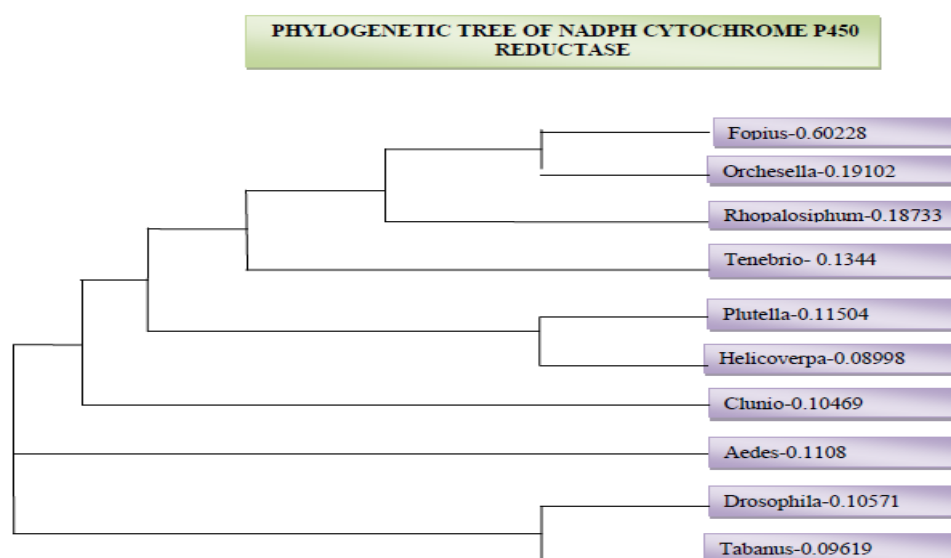 PHYLOGENETIC TREE OF NADPH CYTOCHROME P450
REDUCTASE
Fopius-0.60228
Orchesella-0.19102
Rhopalosiphum-0.18733
Tenebrio- 0.1344
Plutella-0.11504
Helicoverpa-0.08998
Clunio-0.10469
Aedes-0.1108
Drosophila-0.10571
Tabanus-0.09619